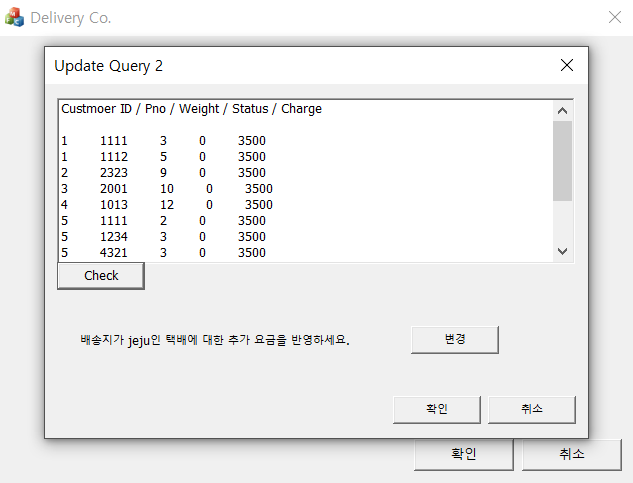 Delivery Co.
Update Query 2
Custmoer ID / Pno / Weight / Status / Charge
1 1111 3 0 3500
1 1112 5 0 3500
2 2323 9 0 3500
3 2001 10 0 3500
4 1013 12 0 3500
5 1111 2 0 3500
5 1234 3 0 3500
5 4321 3 0 3500
Check
배송지가 jeju인 택배에 대한 추가 요금을 반영하세요. 변경
확인 취소
확인 취소